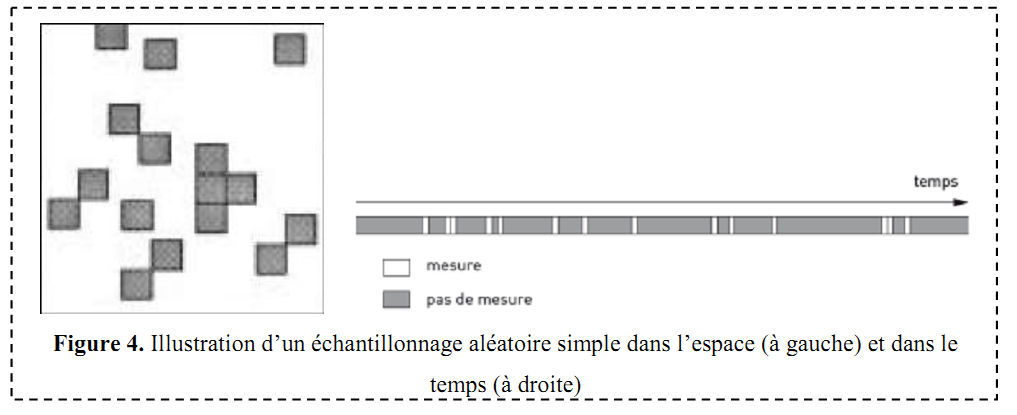 temps
mesure
pas de mesure
Figure 4. Illustration d’un échantillonnage aléatoire simple dans l’espace (à gauche) et dans le
temps (à droite)